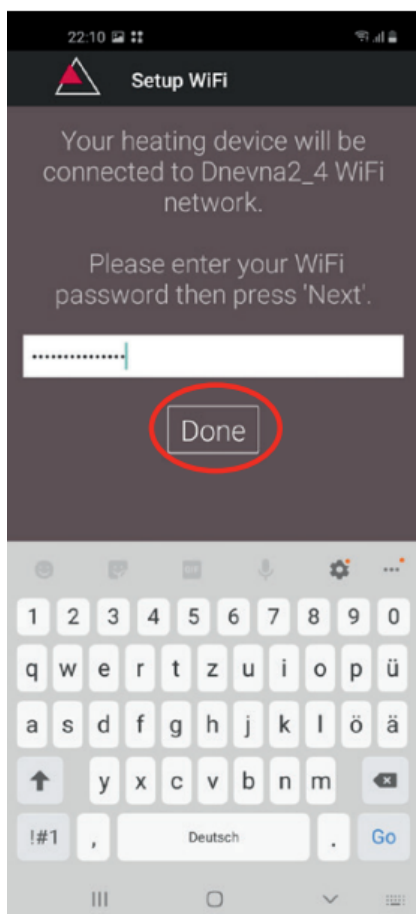 22:10
Setup WiFi
Your heating device will be
connected to Dnevna2_4 WiFi
network.
Please enter your WiFi
password then press 'Next'.
•••••••••••••••
Done
1 2 3 4 5 6 7 8 9 0
q w e r t z u i o p ü
a s d f g h j k l ö ä
y x c v b n m
!#1 , Deutsch . Go